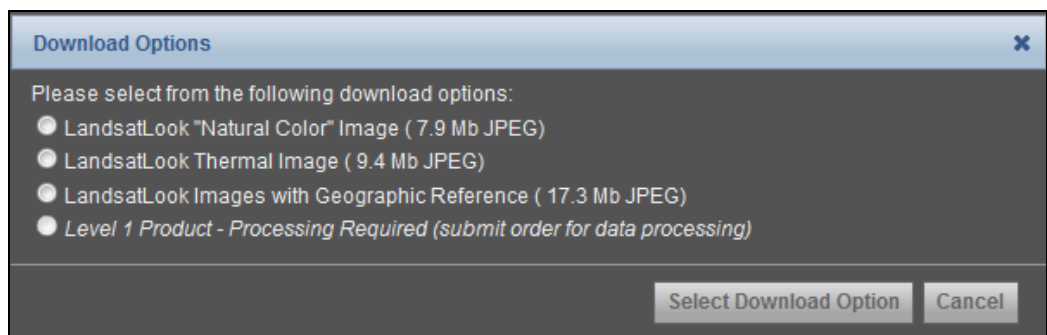 Download Options
Please select from the following download options:
LandsatLook "Natural Color" Image ( 7.9 Mb JPEG)
LandsatLook Thermal Image ( 9.4 Mb JPEG)
LandsatLook Images with Geographic Reference ( 17.3 Mb JPEG)
Level 1 Product - Processing Required (submit order for data processing)
Select Download Option Cancel